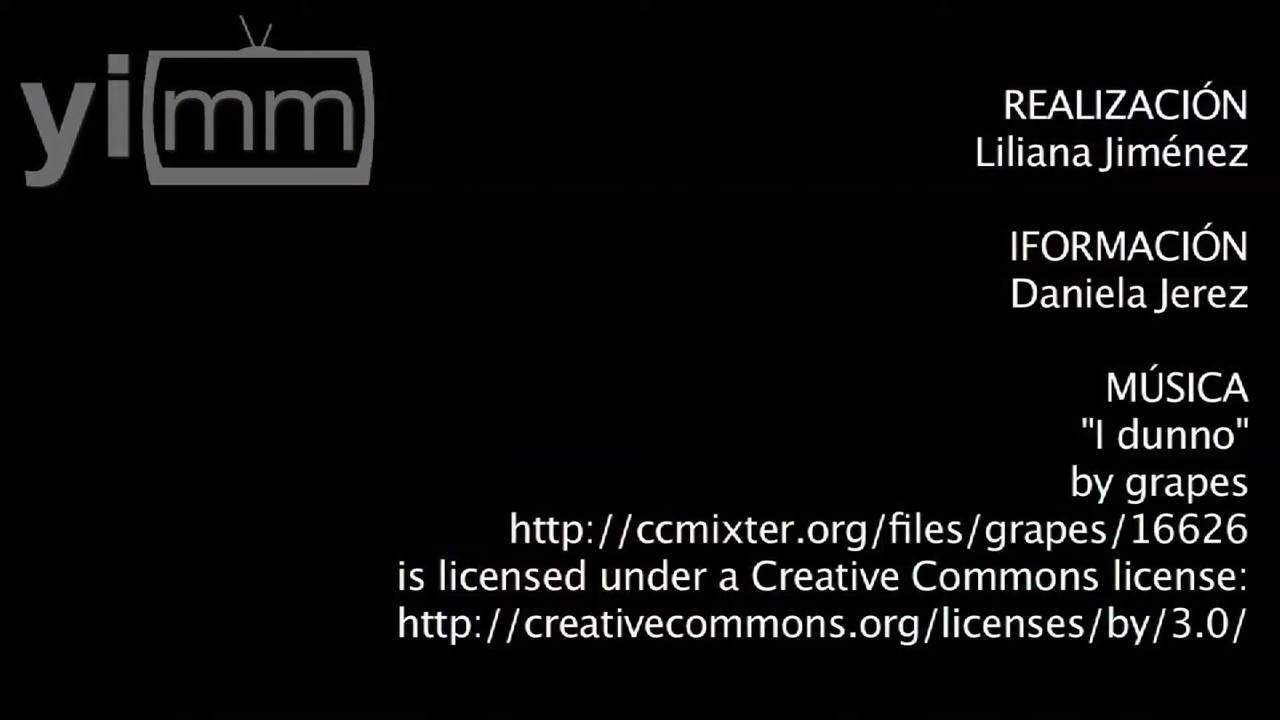 yimm
REALIZACIÓN
Liliana Jiménez
IFORMACIÓN
Daniela Jerez
MÚSICA
"I dunno"
by grapes
http://ccmixter.org/files/grapes/16626
is licensed under a Creative Commons license:
http://creativecommons.org/licenses/by/3.0/